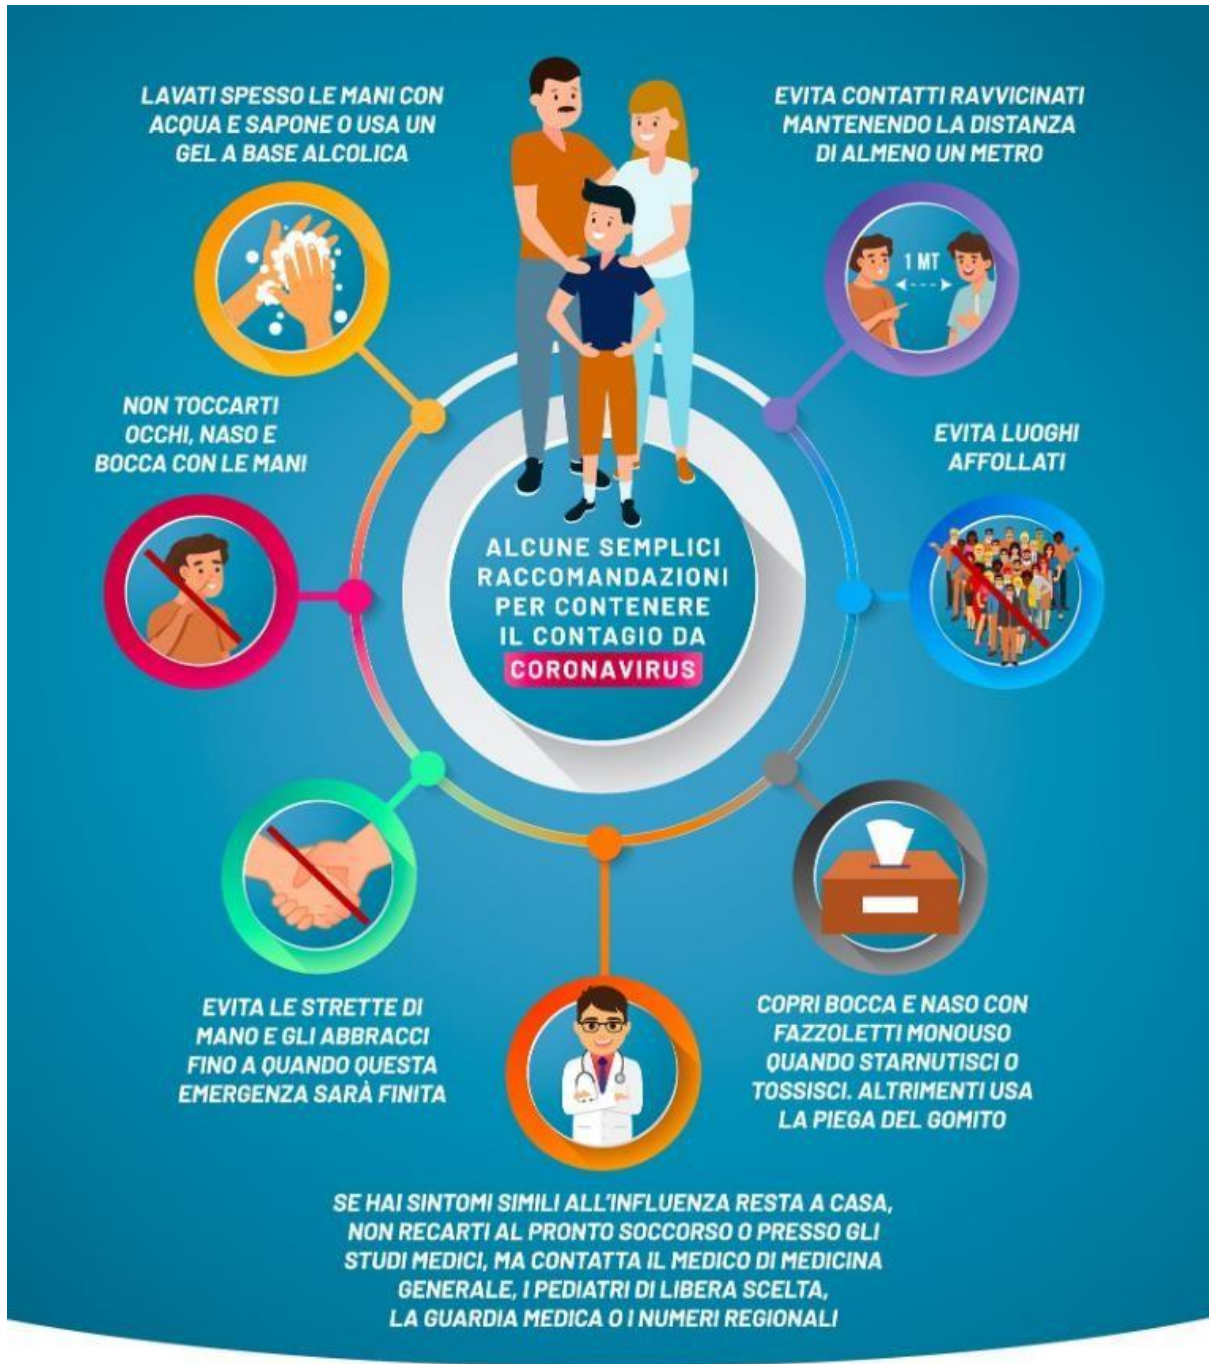 LAVATI SPESSO LE MANI CON
ACQUA E SAPONE O USA UN
GEL A BASE ALCOLICA
EVITA CONTATTI RAVVICINATI
MANTENENDO LA DISTANZA
DI ALMENO UN METRO
1 MT
NON TOCCARTI
OCCHI, NASO E
BOCCA CON LE MANI
EVITA LUOGHI
AFFOLLATI
ALCUNE SEMPLICI
RACCOMANDAZIONI
PER CONTENERE
IL CONTAGIO DA
CORONAVIRUS
EVITA LE STRETTE DI
MANO E GLI ABBRACCI
FINO A QUANDO QUESTA
EMERGENZA SARÀ FINITA
COPRI BOCCA E NASO CON
FAZZOLETTI MONOUSO
QUANDO STARNUTISCI O
TOSSISCI. ALTRIMENTI USA
LA PIEGA DEL GOMITO
SE HAI SINTOMI SIMILI ALL'INFLUENZA RESTA A CASA,
NON RECARTI AL PRONTO SOCCORSO O PRESSO GLI
STUDI MEDICI, MA CONTATTA IL MEDICO DI MEDICINA
GENERALE, I PEDIATRI DI LIBERA SCELTA,
LA GUARDIA MEDICA O I NUMERI REGIONALI